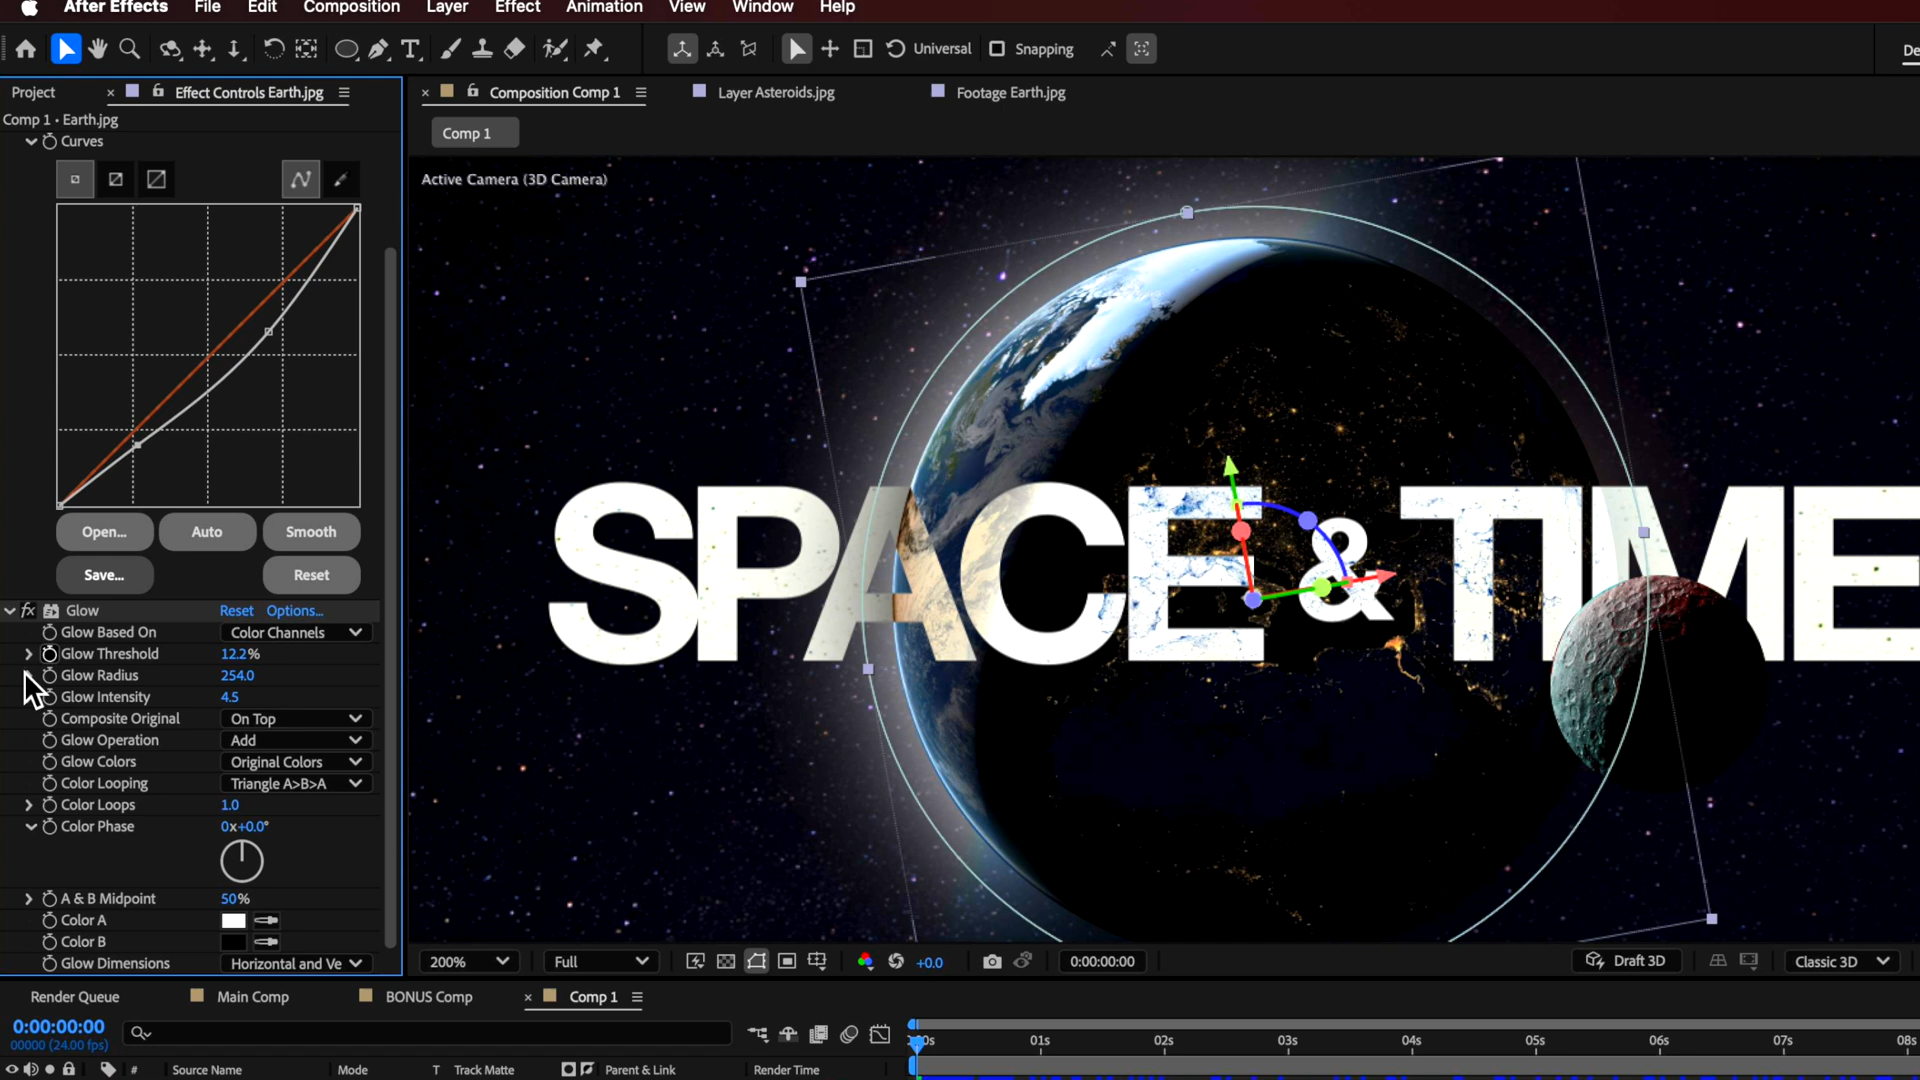 After Effects File Edit Composition Layer Effect Animation View Window Help
Universal Snapping De
Project × Effect Controls Earth.jpg × Composition Comp 1 Layer Asteroids.jpg Footage Earth.jpg
Comp 1 • Earth.jpg
Comp 1
Curves
Active Camera (3D Camera)
Open... Auto Smooth
Save... Reset
fx Glow Reset Options...
Glow Based On Color Channels
Glow Threshold 12.2%
Glow Radius 254.0
Glow Intensity 4.5
Composite Original On Top
Glow Operation Add
Glow Colors Original Colors
Color Looping Triangle A>B>A
Color Loops 1.0
Color Phase 0x+0.0°
A & B Midpoint 50%
Color A
Color B
Glow Dimensions Horizontal and Ve
SPACE & TIME
200% Full +0.0 0:00:00:00 Draft 3D Classic 3D
Render Queue Main Comp BONUS Comp × Comp 1
0:00:00:00
00000 (24.00 fps)
01s 02s 03s 04s 05s 06s 07s 08s
# Source Name Mode T Track Matte Parent & Link Render Time